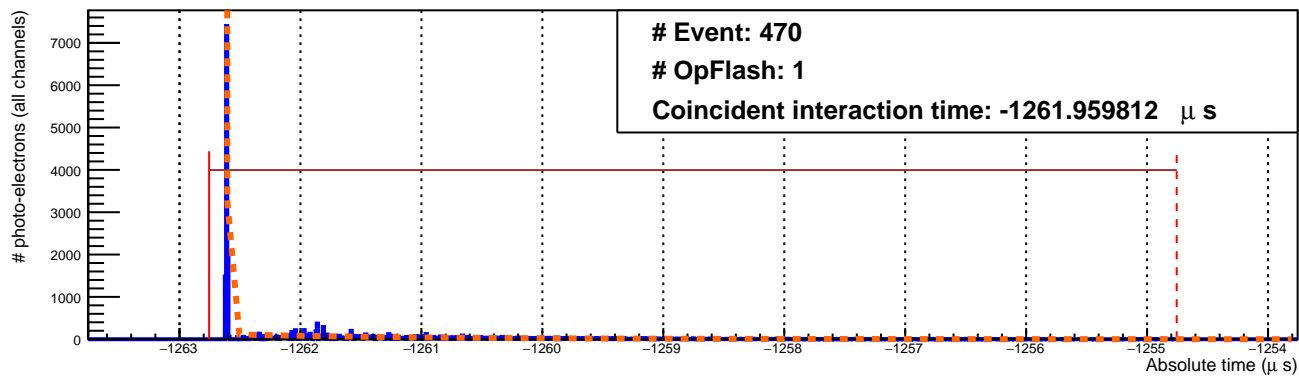 # Event: 470
# OpFlash: 1
Coincident interaction time: -1261.959812 μ s
# photo-electrons (all channels)
7000
6000
5000
4000
3000
2000
1000
0
−1263 −1262 −1261 −1260 −1259 −1258 −1257 −1256 −1255 −1254
Absolute time (μ s)